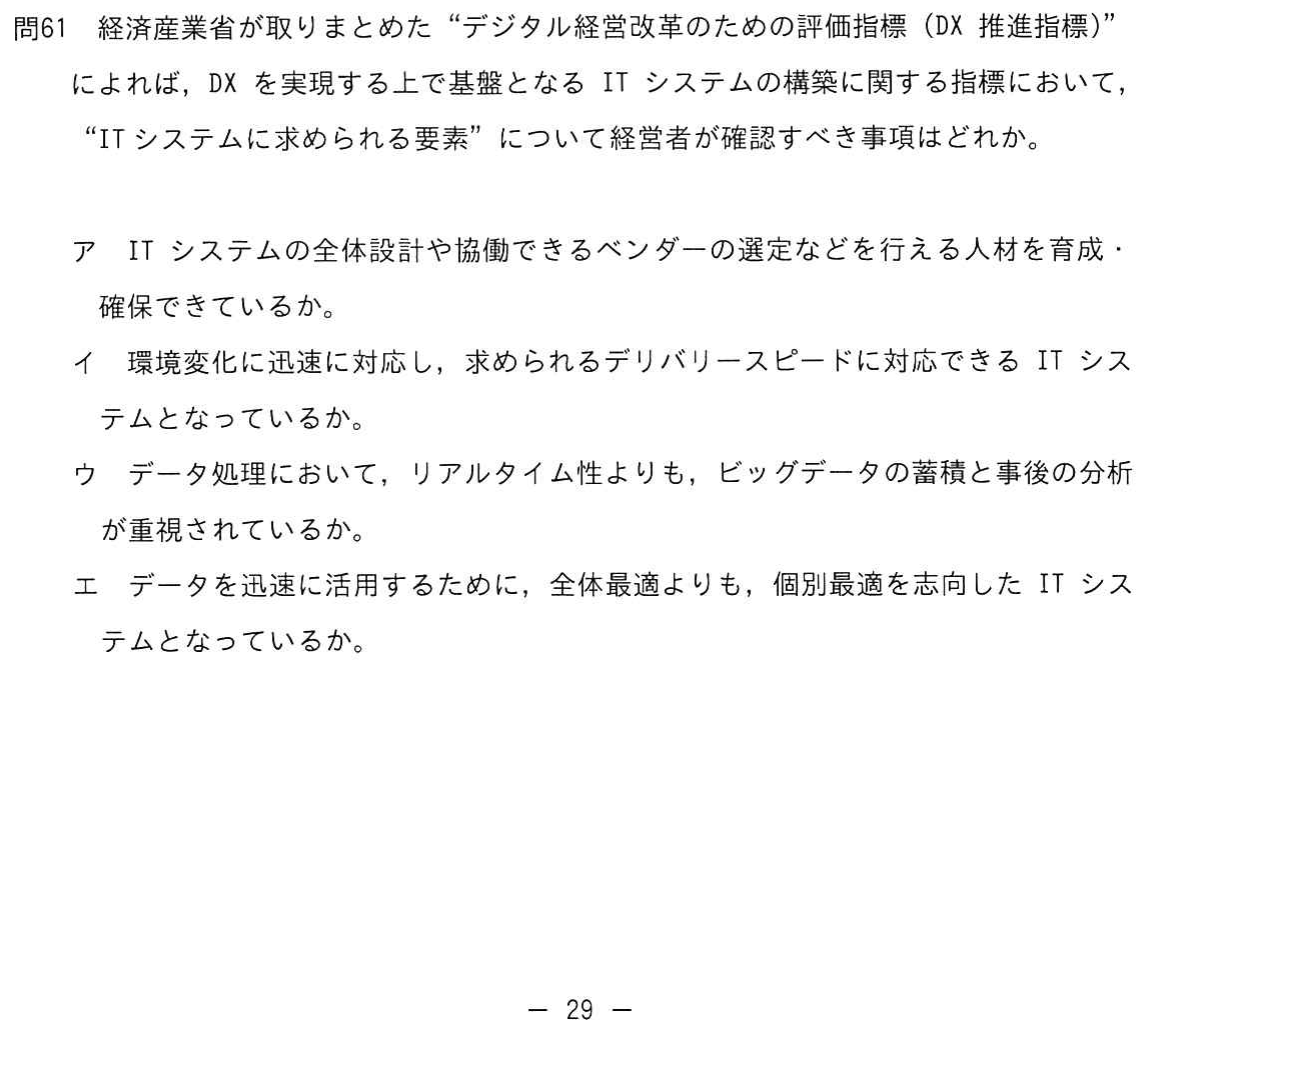 問61 経済産業省が取りまとめた“デジタル経営改革のための評価指標（DX 推進指標）”
によれば，DX を実現する上で基盤となる IT システムの構築に関する指標において，
“ITシステムに求められる要素”について経営者が確認すべき事項はどれか。
ア IT システムの全体設計や協働できるベンダーの選定などを行える人材を育成・
確保できているか。
イ 環境変化に迅速に対応し，求められるデリバリースピードに対応できる IT シス
テムとなっているか。
ウ データ処理において，リアルタイム性よりも，ビッグデータの蓄積と事後の分析
が重視されているか。
エ データを迅速に活用するために，全体最適よりも，個別最適を志向した IT シス
テムとなっているか。
― 29 ―